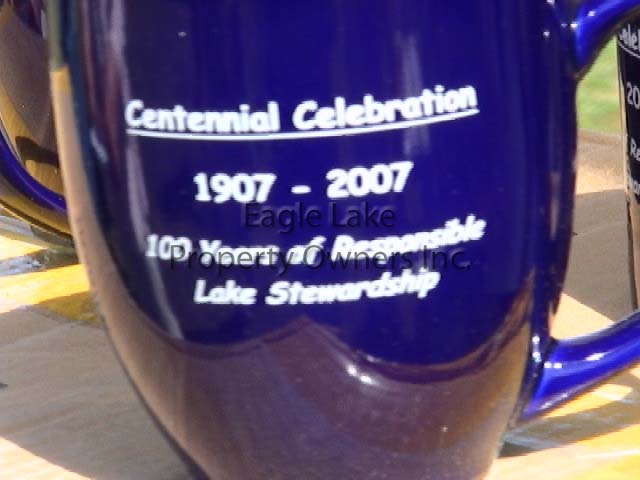 Centennial Celebration
1907 - 2007
Eagle Lake
100 Years of Responsible
Property Owners Inc.
Lake Stewardship